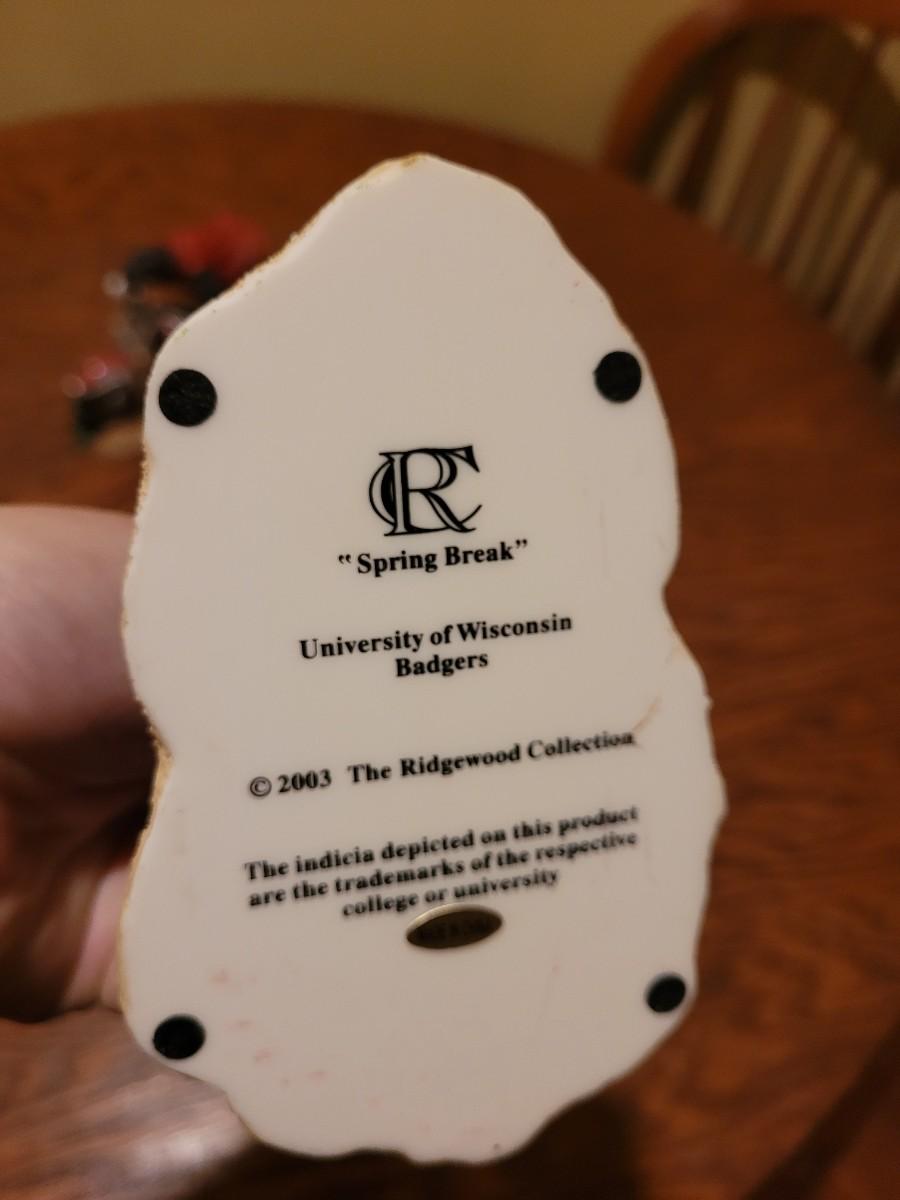 RC
"Spring Break"
University of Wisconsin
Badgers
© 2003 The Ridgewood Collection
The indicia depicted on this product
are the trademarks of the respective
college or university